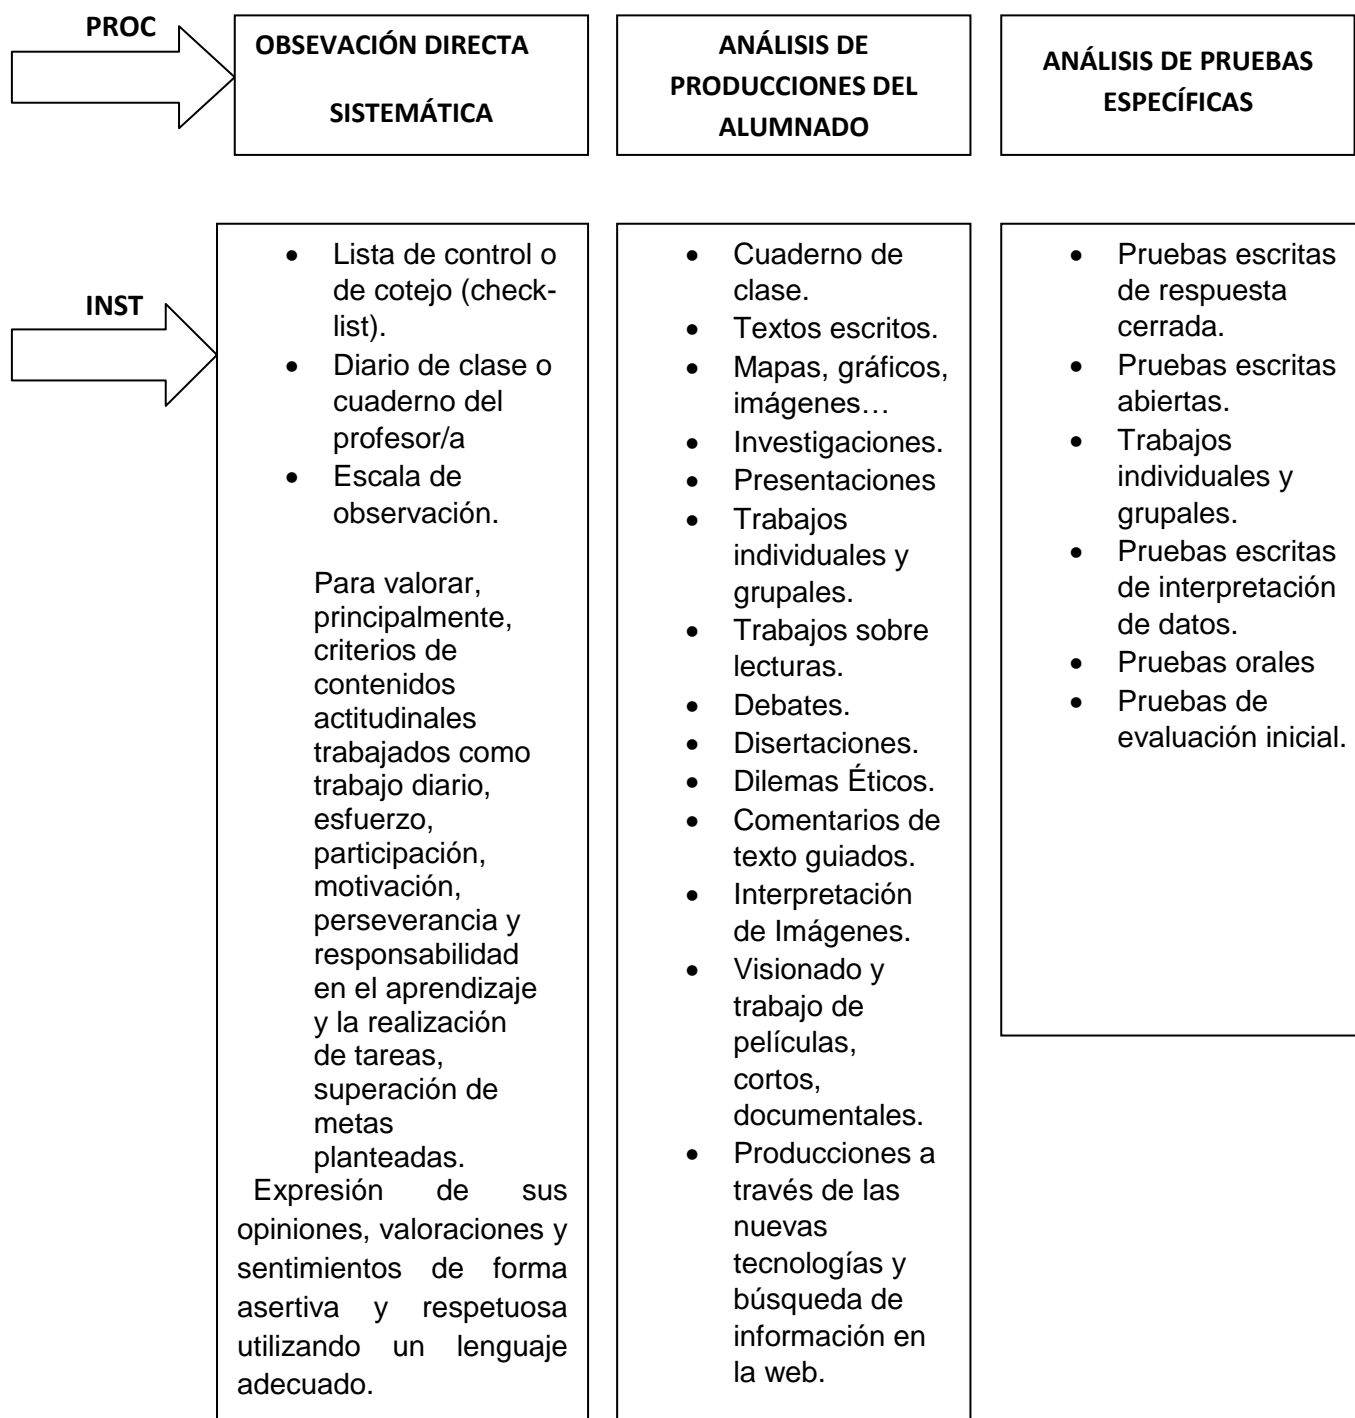 PROC
OBSEVACIÓN DIRECTA
SISTEMÁTICA
ANÁLISIS DE
PRODUCCIONES DEL
ALUMNADO
ANÁLISIS DE PRUEBAS
ESPECÍFICAS
INST
• Lista de control o
de cotejo (check-
list).
• Diario de clase o
cuaderno del
profesor/a
• Escala de
observación.
Para valorar,
principalmente,
criterios de
contenidos
actitudinales
trabajados como
trabajo diario,
esfuerzo,
participación,
motivación,
perseverancia y
responsabilidad
en el aprendizaje
y la realización
de tareas,
superación de
metas
planteadas.
Expresión de sus
opiniones, valoraciones y
sentimientos de forma
asertiva y respetuosa
utilizando un lenguaje
adecuado.
• Cuaderno de
clase.
• Textos escritos.
• Mapas, gráficos,
imágenes…
• Investigaciones.
• Presentaciones
• Trabajos
individuales y
grupales.
• Trabajos sobre
lecturas.
• Debates.
• Disertaciones.
• Dilemas Éticos.
• Comentarios de
texto guiados.
• Interpretación
de Imágenes.
• Visionado y
trabajo de
películas,
cortos,
documentales.
• Producciones a
través de las
nuevas
tecnologías y
búsqueda de
información en
la web.
• Pruebas escritas
de respuesta
cerrada.
• Pruebas escritas
abiertas.
• Trabajos
individuales y
grupales.
• Pruebas escritas
de interpretación
de datos.
• Pruebas orales
• Pruebas de
evaluación inicial.